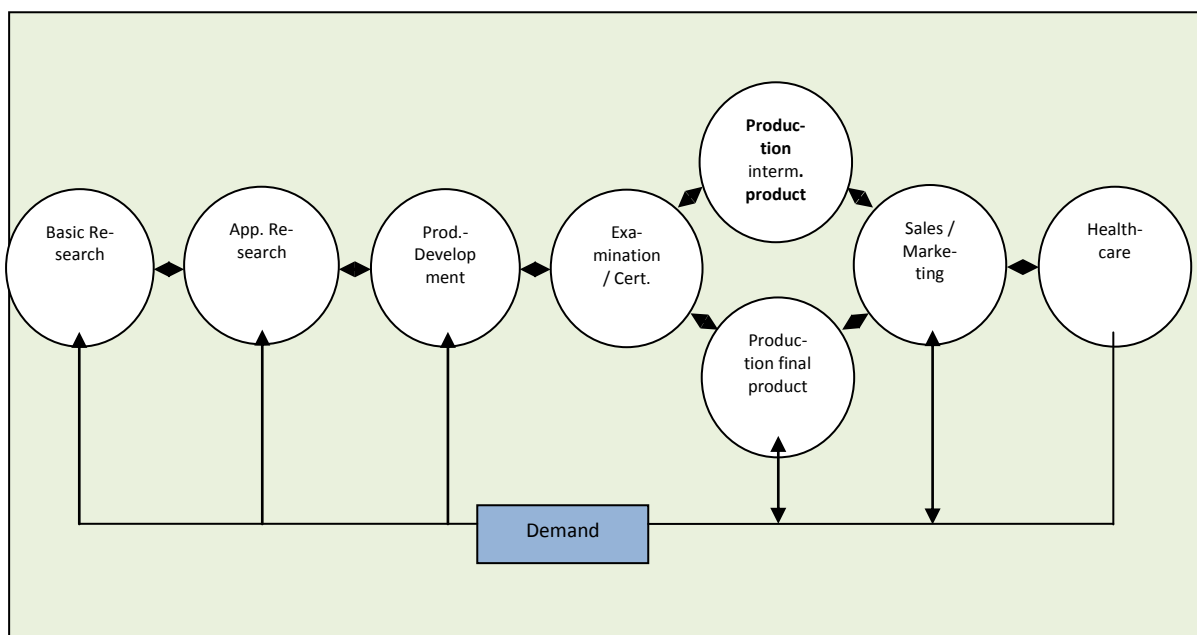 Basic Re-
search
App. Re-
search
Prod.-
Develop
ment
Exa-
mination
/ Cert.
Produc-
tion
interm.
product
Produc-
tion final
product
Sales /
Marke-
ting
Health-
care
Demand